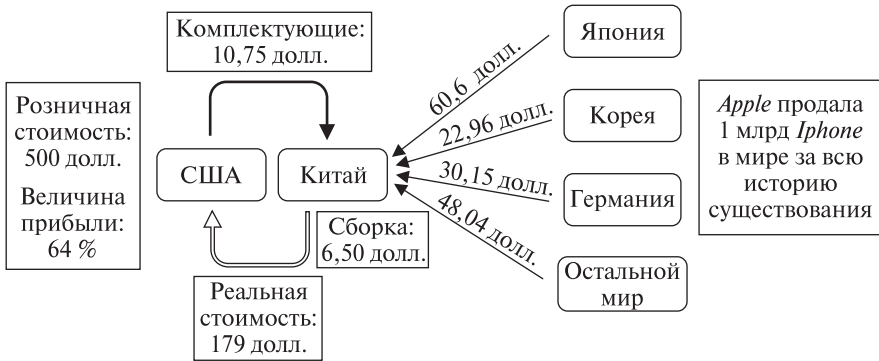 Комплектующие:
10,75 долл.
Розничная
стоимость:
500 долл.
Величина
прибыли:
64 %
США
Китай
Сборка:
6,50 долл.
Реальная
стоимость:
179 долл.
60,6 долл.
22,96 долл.
30,15 долл.
48,04 долл.
Япония
Корея
Германия
Остальной
мир
Apple продала
1 млрд Iphone
в мире за всю
историю
существования